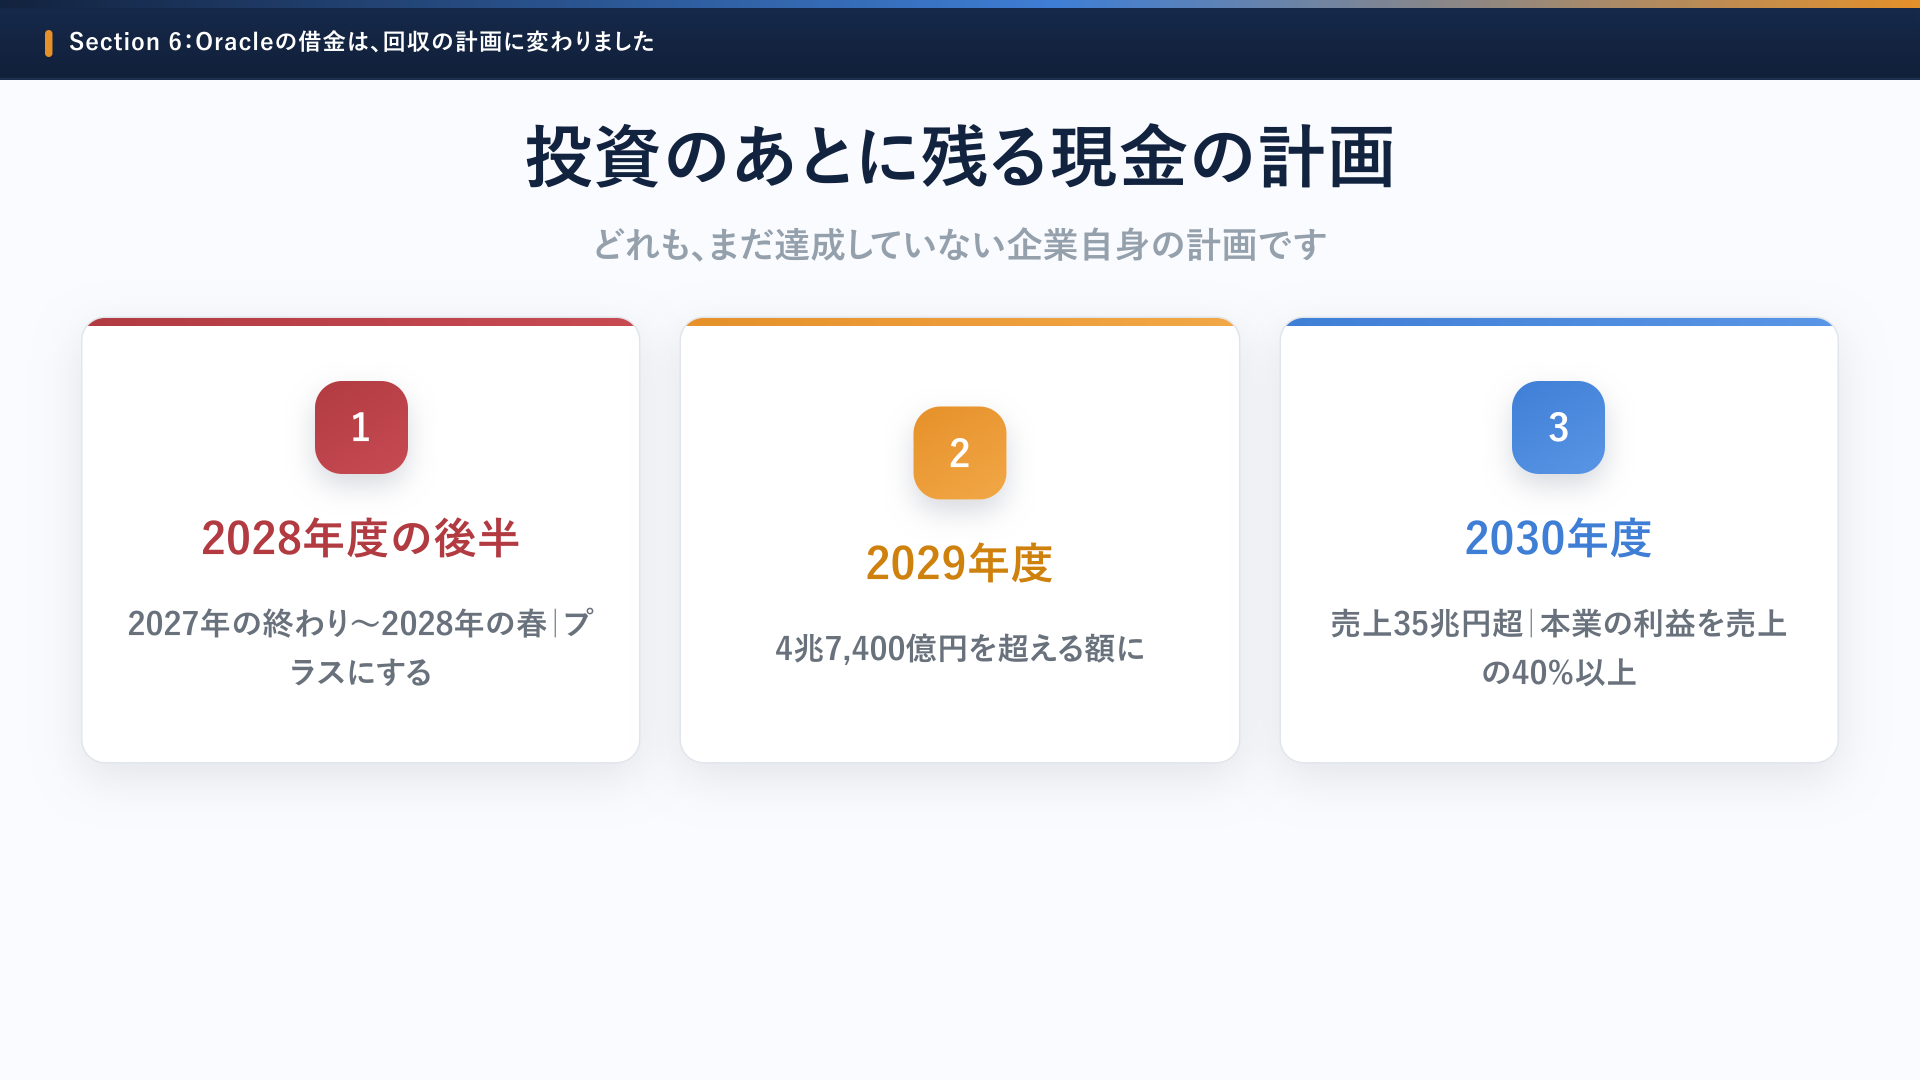 Section 6：Oracleの借金は、回収の計画に変わりました
投資のあとに残る現金の計画
どれも、まだ達成していない企業自身の計画です
1
2028年度の後半
2027年の終わり〜2028年の春｜プ
ラスにする
2
2029年度
4兆7,400億円を超える額に
3
2030年度
売上35兆円超｜本業の利益を売上
の40%以上